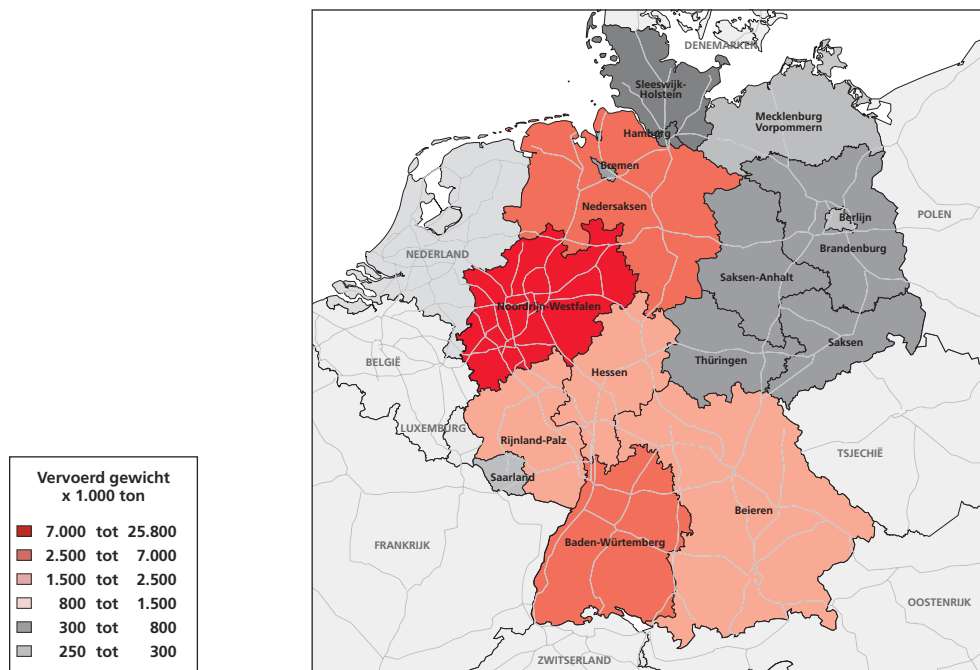 DENEMARKEN
Sleeswijk-
Holstein
Mecklenburg
Vorpommern
Hamburg
Bremen
Nedersaksen
Berlijn
POLEN
NEDERLAND
Brandenburg
Saksen-Anhalt
Noordrijn-Westfalen
Saksen
BELGIË
Thüringen
Hessen
LUXEMBURG
Rijnland-Palz
TSJECHIË
Saarland
Beieren
Baden-Würtemberg
FRANKRIJK
OOSTENRIJK
ZWITSERLAND
Vervoerd gewicht
x 1.000 ton
7.000 tot 25.800
2.500 tot 7.000
1.500 tot 2.500
800 tot 1.500
300 tot 800
250 tot 300